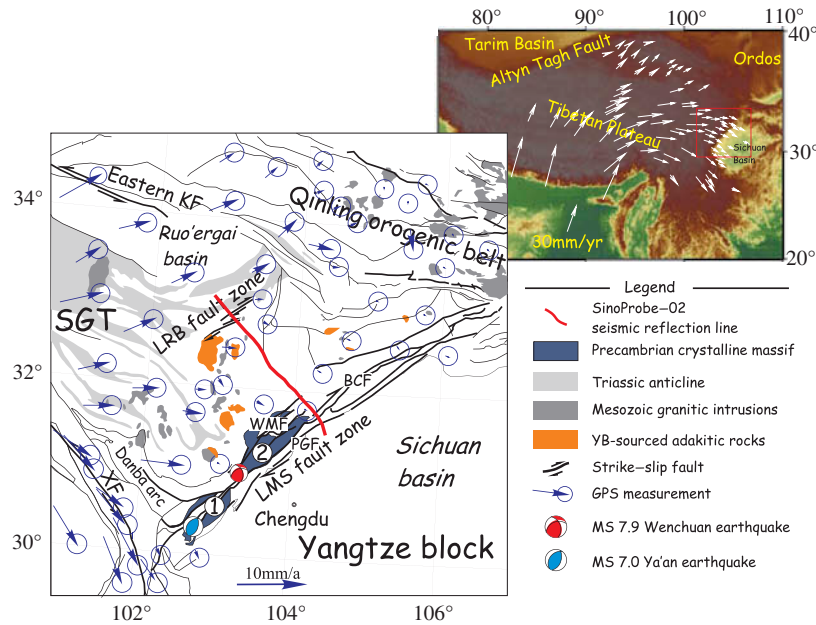 80°
90°
100°
110°
40°
30°
20°
Tarim Basin
Altyn Tagh Fault
Ordos
Tibetan Plateau
Sichuan
Basin
30mm/yr
34°
32°
30°
102°
104°
106°
Eastern KF
Qinling orogenic belt
Ruo'ergai
basin
SGT
LRB fault zone
BCF
WMF
PGF
LMS fault zone
Sichuan
basin
Danba arc
XF
2
1
Chengdu
Yangtze block
10mm/a
Legend
SinoProbe–02
seismic reflection line
Precambrian crystalline massif
Triassic anticline
Mesozoic granitic intrusions
YB-sourced adakitic rocks
Strike–slip fault
GPS measurement
MS 7.9 Wenchuan earthquake
MS 7.0 Ya'an earthquake